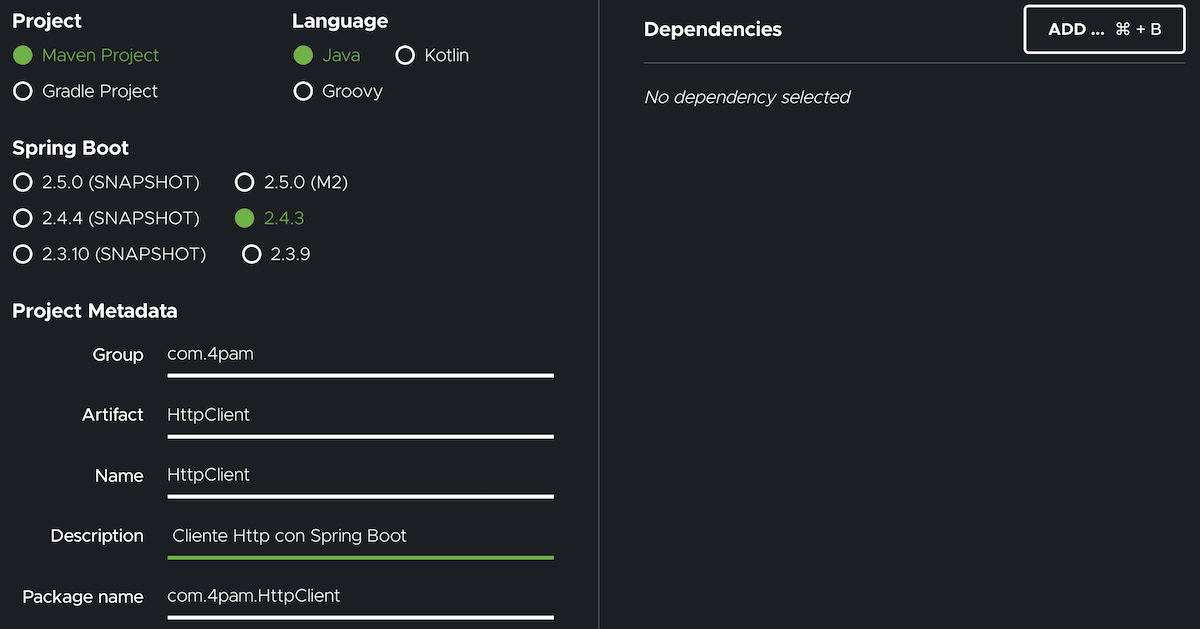 Project
Maven Project
Gradle Project
Language
Java
Kotlin
Groovy
Spring Boot
2.5.0 (SNAPSHOT)
2.5.0 (M2)
2.4.4 (SNAPSHOT)
2.4.3
2.3.10 (SNAPSHOT)
2.3.9
Project Metadata
Group com.4pam
Artifact HttpClient
Name HttpClient
Description Cliente Http con Spring Boot
Package name com.4pam.HttpClient
Dependencies
ADD ... ⌘ + B
No dependency selected